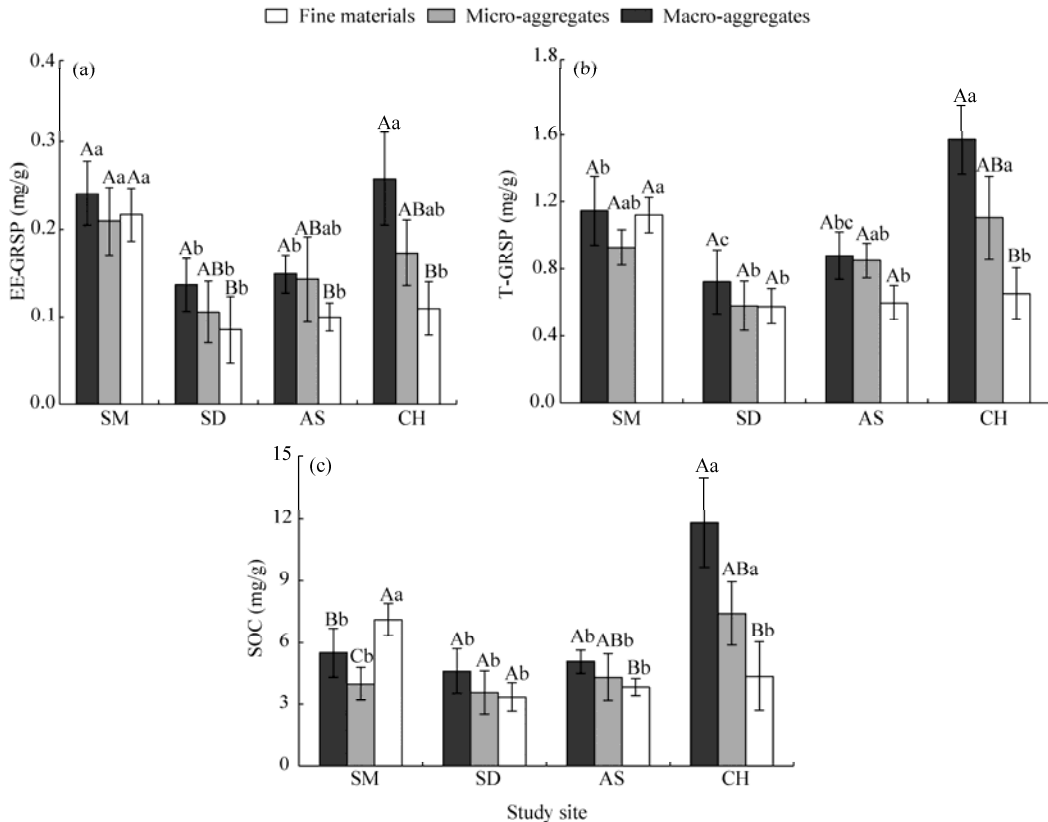 Fine materials Micro-aggregates Macro-aggregates
(a)
EE-GRSP (mg/g)
0.4
0.3
0.2
0.1
0.0
Aa Aa Aa
Ab ABb Bb
Ab ABab Bb
Aa ABab Bb
SM SD AS CH
(b)
T-GRSP (mg/g)
1.8
1.6
1.2
0.8
0.4
0.0
Ab Aab Aa
Ac Ab Ab
Abc Aab Ab
Aa ABa Bb
SM SD AS CH
(c)
SOC (mg/g)
15
12
9
6
3
0
Bb Cb Aa
Ab Ab Ab
Ab ABb Bb
Aa ABa Bb
SM SD AS CH
Study site